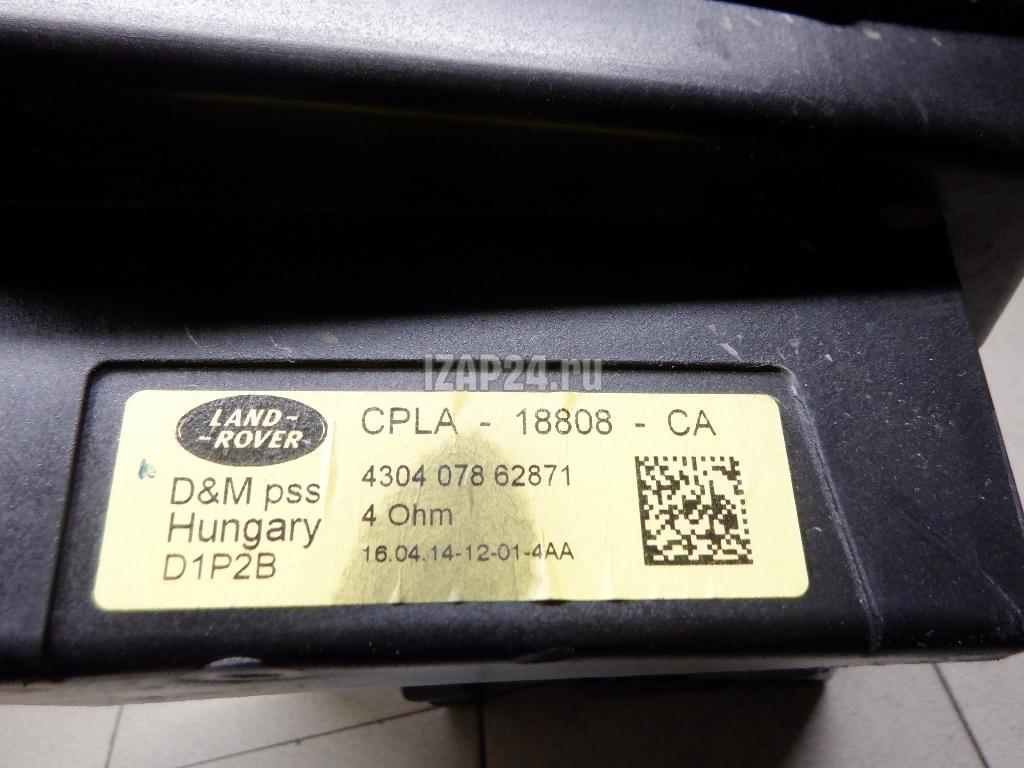 IZAP24.ru
LAND-
-ROVER
CPLA - 18808 - CA
D&M pss
Hungary
D1P2B
4304 078 62871
4 Ohm
16.04.14-12-01-4AA